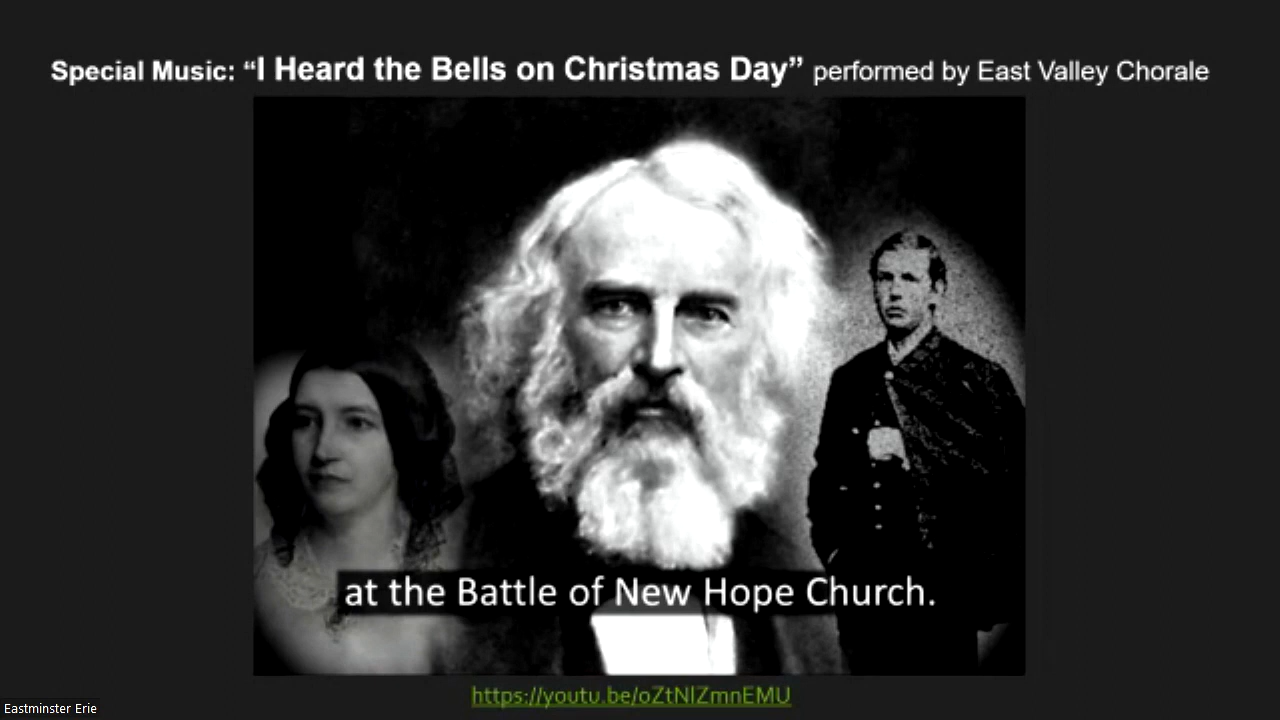 Special Music: “I Heard the Bells on Christmas Day” performed by East Valley Chorale
at the Battle of New Hope Church.
https://youtu.be/oZtNlZmnEMU
Eastminster Erie